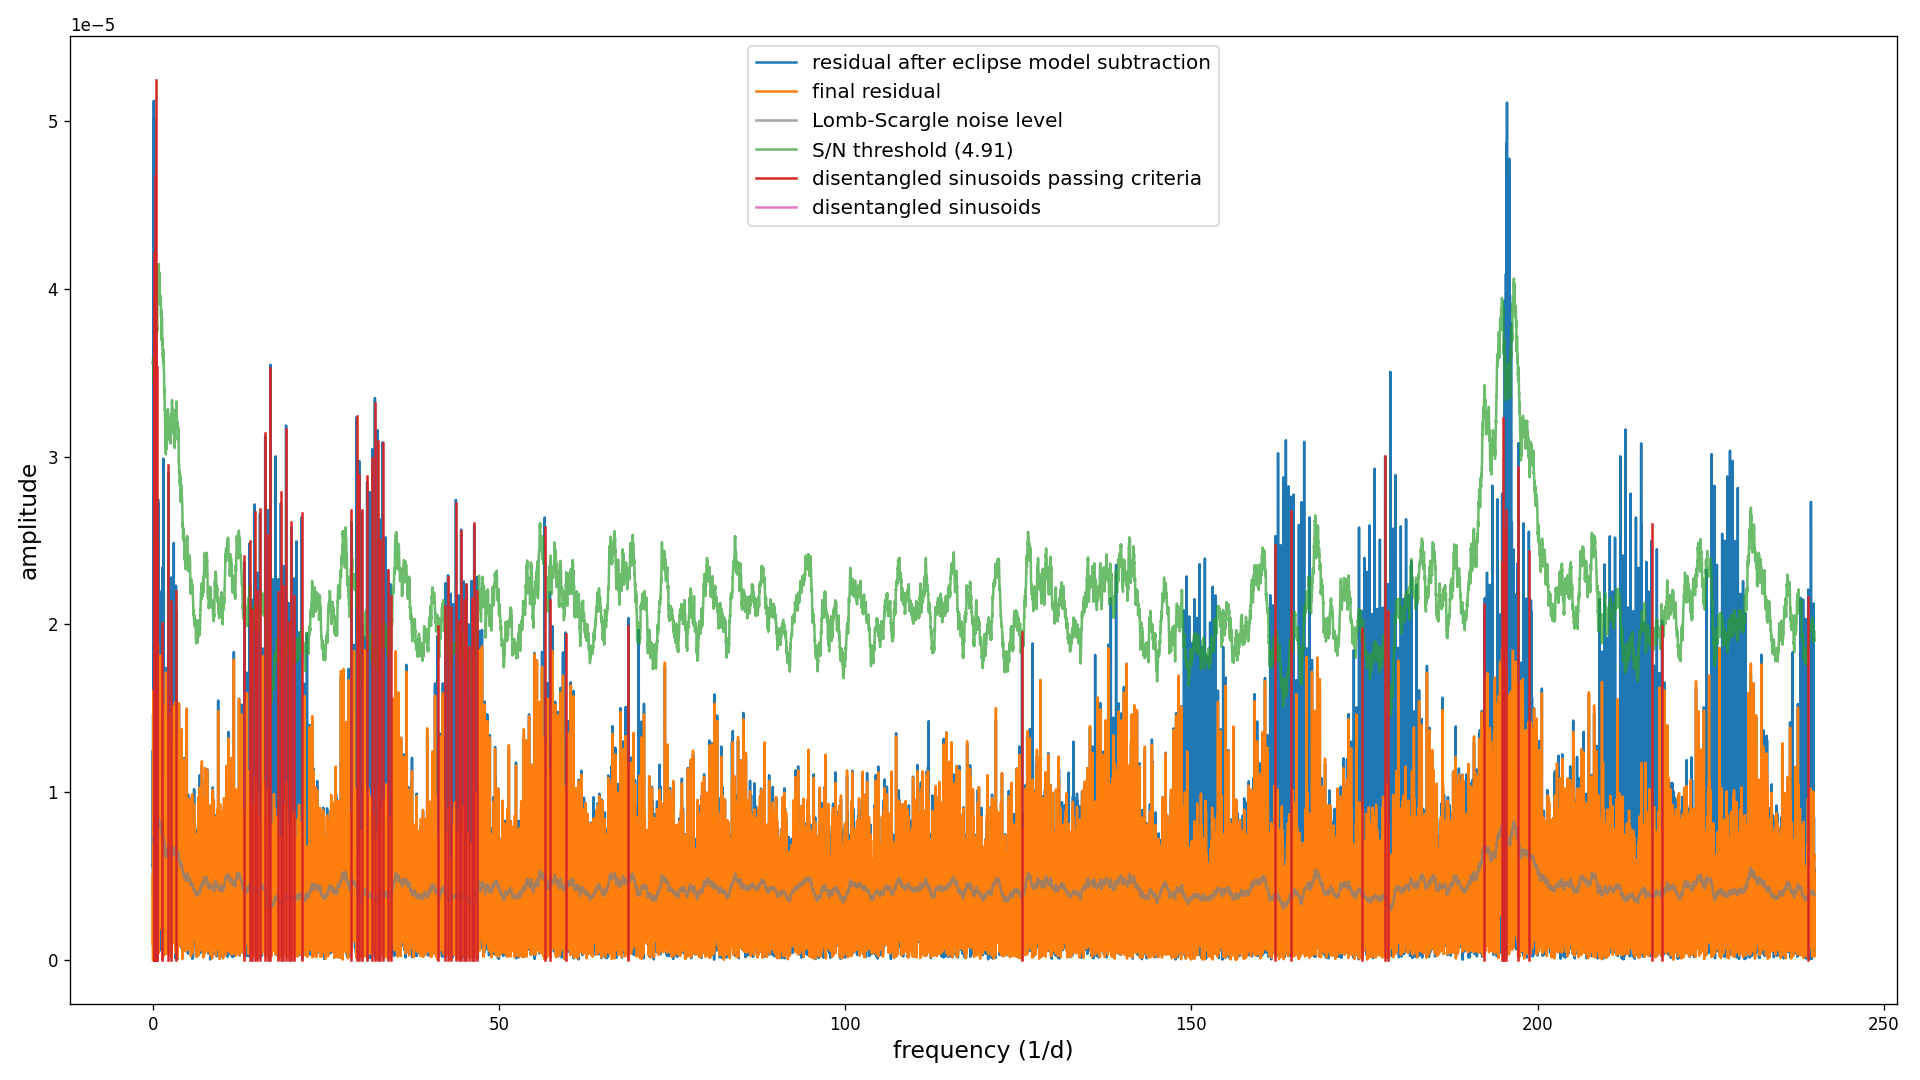 1e−5
residual after eclipse model subtraction
final residual
Lomb-Scargle noise level
S/N threshold (4.91)
disentangled sinusoids passing criteria
disentangled sinusoids
amplitude
5
4
3
2
1
0
0 50 100 150 200 250
frequency (1/d)